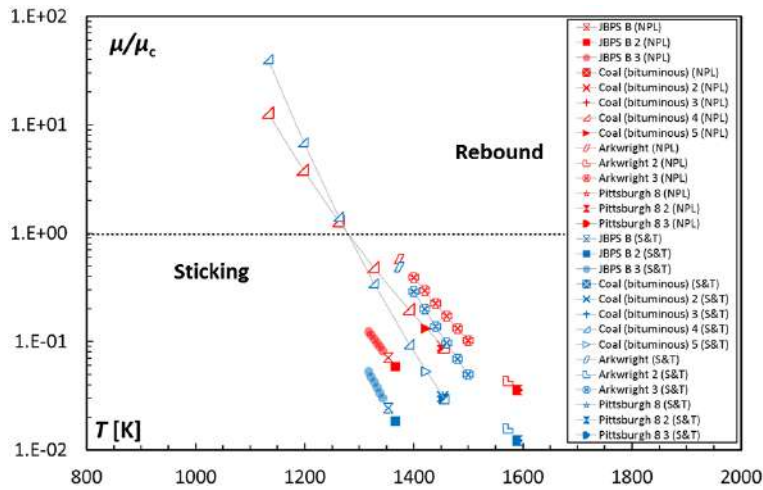 1.E+02
μ/μc
1.E+01
1.E+00
1.E-01
1.E-02
Rebound
Sticking
T [K]
800
1000
1200
1400
1600
1800
2000
JBPS B (NPL)
JBPS B 2 (NPL)
JBPS B 3 (NPL)
Coal (bituminous) (NPL)
Coal (bituminous) 2 (NPL)
Coal (bituminous) 3 (NPL)
Coal (bituminous) 4 (NPL)
Coal (bituminous) 5 (NPL)
Arkwright (NPL)
Arkwright 2 (NPL)
Arkwright 3 (NPL)
Pittsburgh 8 (NPL)
Pittsburgh 8 2 (NPL)
Pittsburgh 8 3 (NPL)
JBPS B (S&T)
JBPS B 2 (S&T)
JBPS B 3 (S&T)
Coal (bituminous) (S&T)
Coal (bituminous) 2 (S&T)
Coal (bituminous) 3 (S&T)
Coal (bituminous) 4 (S&T)
Coal (bituminous) 5 (S&T)
Arkwright (S&T)
Arkwright 2 (S&T)
Arkwright 3 (S&T)
Pittsburgh 8 (S&T)
Pittsburgh 8 2 (S&T)
Pittsburgh 8 3 (S&T)